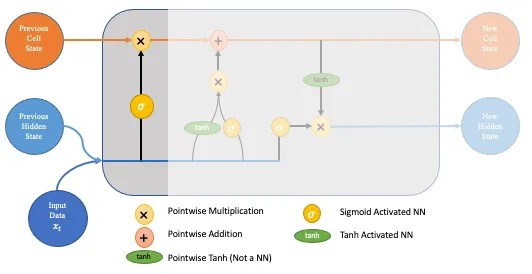 Previous
Cell
State
New
Cell
State
×
+
×
tanh
σ
Previous
Hidden
State
tanh
σ
σ
×
New
Hidden
State
Input
Data
xₜ
× Pointwise Multiplication
σ Sigmoid Activated NN
+ Pointwise Addition
tanh Tanh Activated NN
tanh Pointwise Tanh (Not a NN)